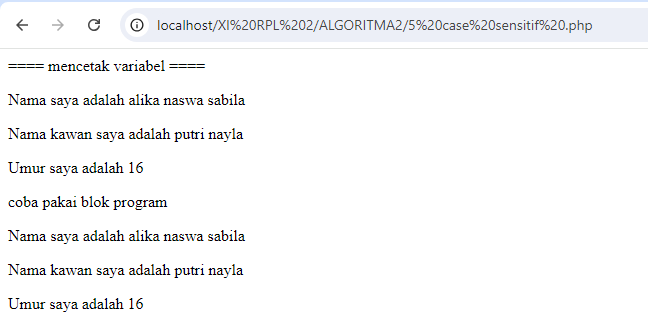 localhost/XI%20RPL%202/ALGORITMA2/5%20case%20sensitif%20.php
==== mencetak variabel ====
Nama saya adalah alika naswa sabila
Nama kawan saya adalah putri nayla
Umur saya adalah 16
coba pakai blok program
Nama saya adalah alika naswa sabila
Nama kawan saya adalah putri nayla
Umur saya adalah 16